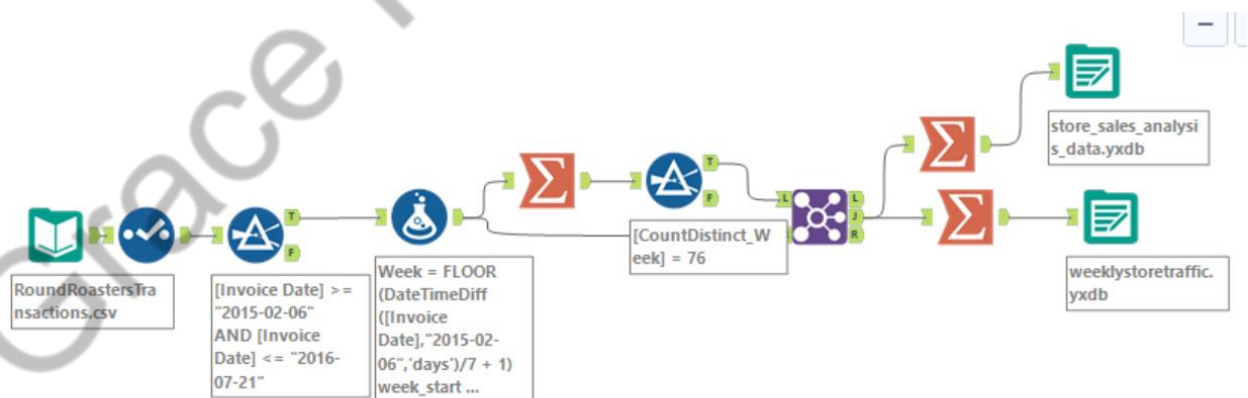 Grace
RoundRoastersTra
nsactions.csv
[Invoice Date] >=
"2015-02-06"
AND [Invoice
Date] <= "2016-
07-21"
T
F
Week = FLOOR
(DateTimeDiff
([Invoice
Date],"2015-02-
06",'days')/7 + 1)
week_start ...
T
F
[CountDistinct_W
eek] = 76
L
L
J
R
store_sales_analysi
s_data.yxdb
weeklystoretraffic.
yxdb